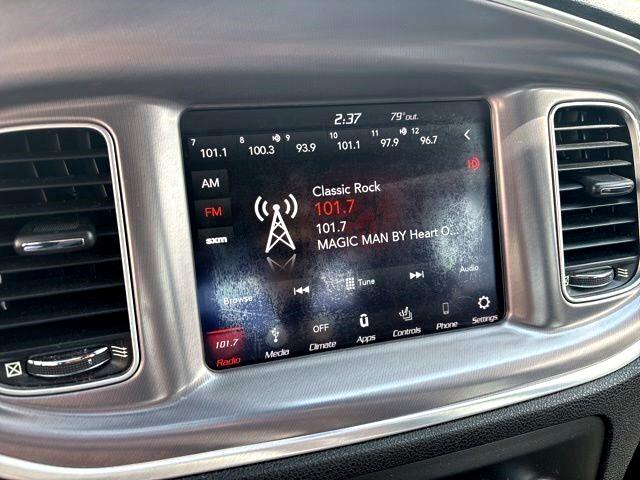 2:37 79°out.
7 8 9 10 11 12
101.1 100.3 93.9 101.1 97.9 96.7
AM
FM
sxm
Classic Rock
101.7
101.7
MAGIC MAN BY Heart O...
Browse Tune Audio
101.7 OFF
Radio Media Climate Apps Controls Phone Settings